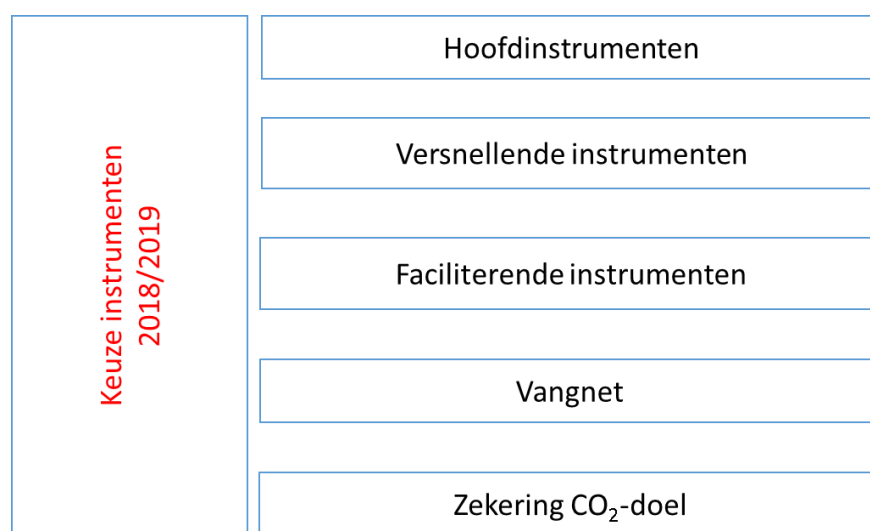 Keuze instrumenten
2018/2019
Hoofdinstrumenten
Versnellende instrumenten
Faciliterende instrumenten
Vangnet
Zekering CO₂-doel